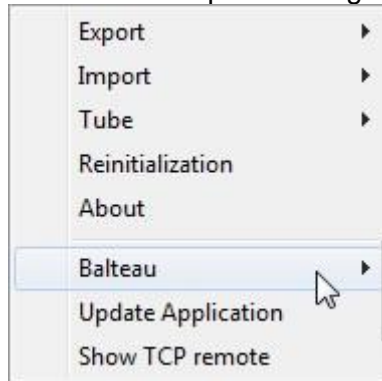 Export
Import
Tube
Reinitialization
About
Balteau
Update Application
Show TCP remote